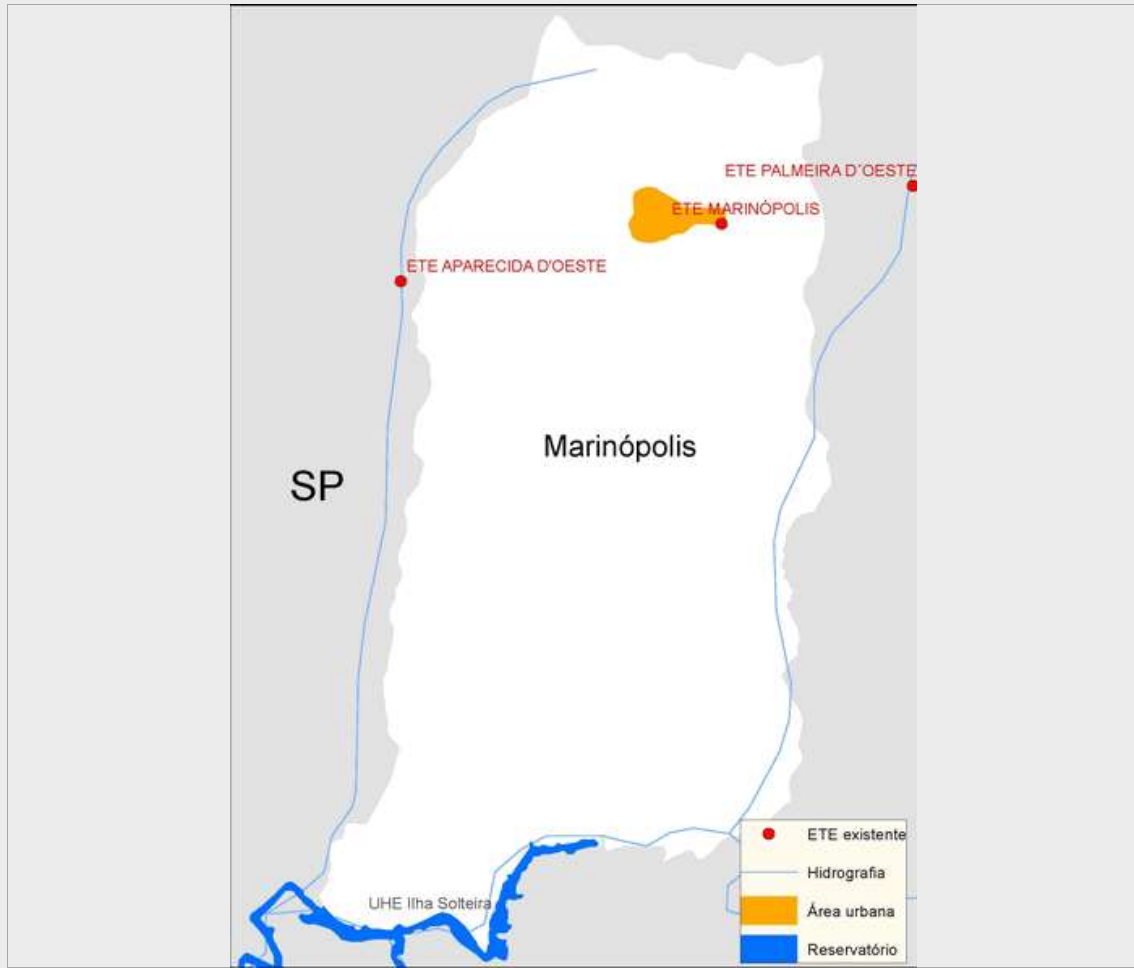 ETE PALMEIRA D´OESTE
ETE MARINÓPOLIS
ETE APARECIDA D'OESTE
Marinópolis
SP
UHE Ilha Solteira
ETE existente
Hidrografia
Área urbana
Reservatório